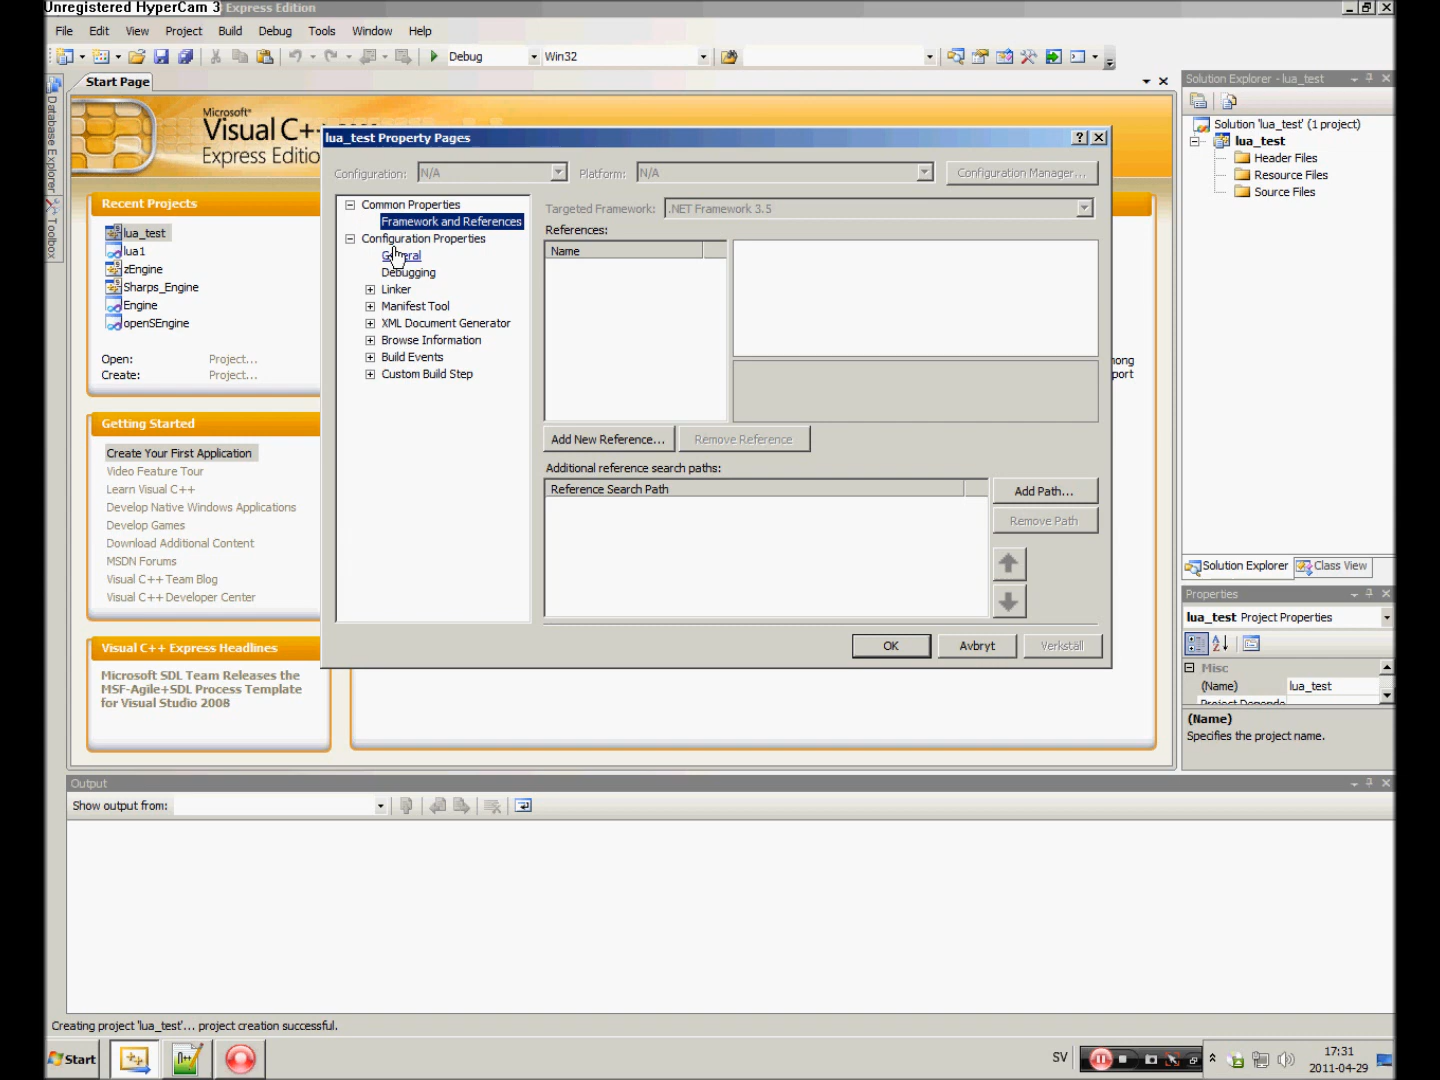 Unregistered HyperCam 3 Express Edition
File Edit View Project Build Debug Tools Window Help
Debug Win32
Start Page
Database Explorer
Toolbox
Microsoft®
Visual C+
Express Editio
Recent Projects
lua_test
lua1
zEngine
Sharps_Engine
Engine
openSEngine
Open: Project...
Create: Project...
Getting Started
Create Your First Application
Video Feature Tour
Learn Visual C++
Develop Native Windows Applications
Develop Games
Download Additional Content
MSDN Forums
Visual C++ Team Blog
Visual C++ Developer Center
Visual C++ Express Headlines
Microsoft SDL Team Releases the
MSF-Agile+SDL Process Template
for Visual Studio 2008
lua_test Property Pages
Configuration: N/A Platform: N/A Configuration Manager...
Common Properties
Framework and References
Configuration Properties
General
Debugging
Linker
Manifest Tool
XML Document Generator
Browse Information
Build Events
Custom Build Step
Targeted Framework: .NET Framework 3.5
References:
Name
Add New Reference... Remove Reference
Additional reference search paths:
Reference Search Path
Add Path...
Remove Path
OK Avbryt Verkställ
ong
port
Solution Explorer - lua_test
Solution 'lua_test' (1 project)
lua_test
Header Files
Resource Files
Source Files
Solution Explorer Class View
Properties
lua_test Project Properties
Misc
(Name) lua_test
Project Depende
(Name)
Specifies the project name.
Output
Show output from:
Creating project 'lua_test'... project creation successful.
Start
SV
17:31
2011-04-29